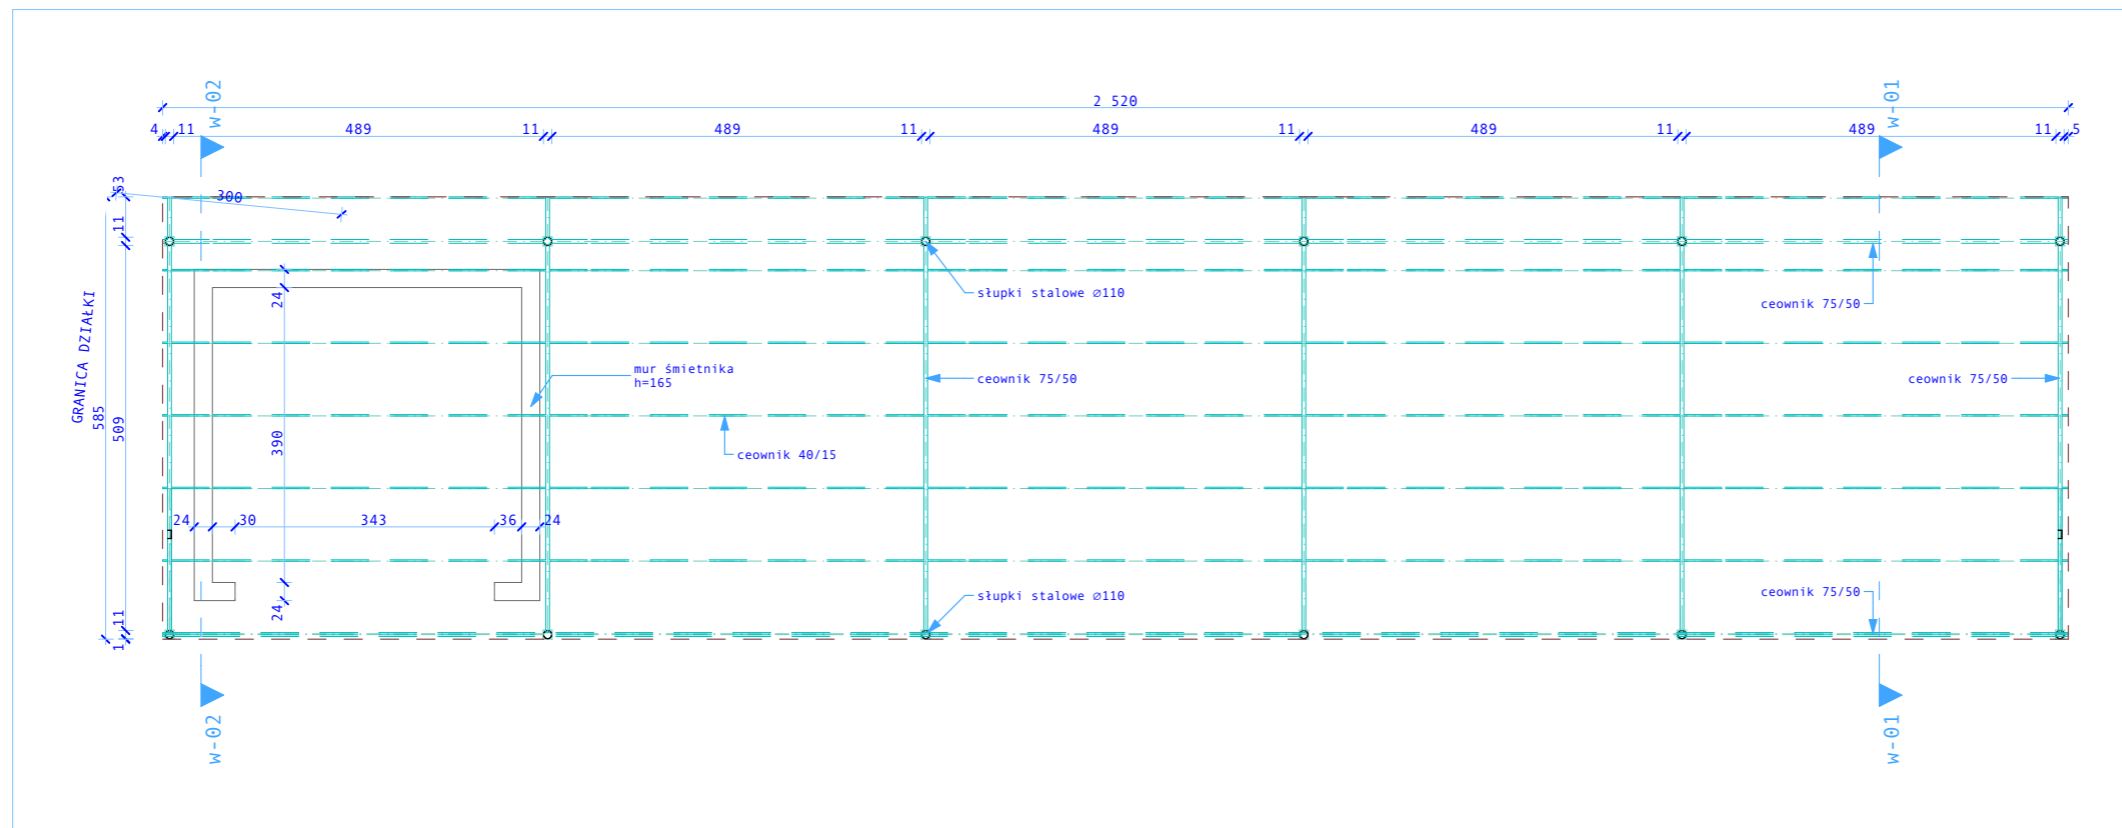 w-02
w-01
2 520
4
11
489
11
489
11
489
11
489
11
489
11
5
53
300
11
GRANICA DZIAŁKI
585
509
24
słupki stalowe ⌀110
ceownik 75/50
mur śmietnika
h=165
ceownik 75/50
ceownik 75/50
390
ceownik 40/15
24
30
343
36
24
24
słupki stalowe ⌀110
ceownik 75/50
11
1
w-02
w-01